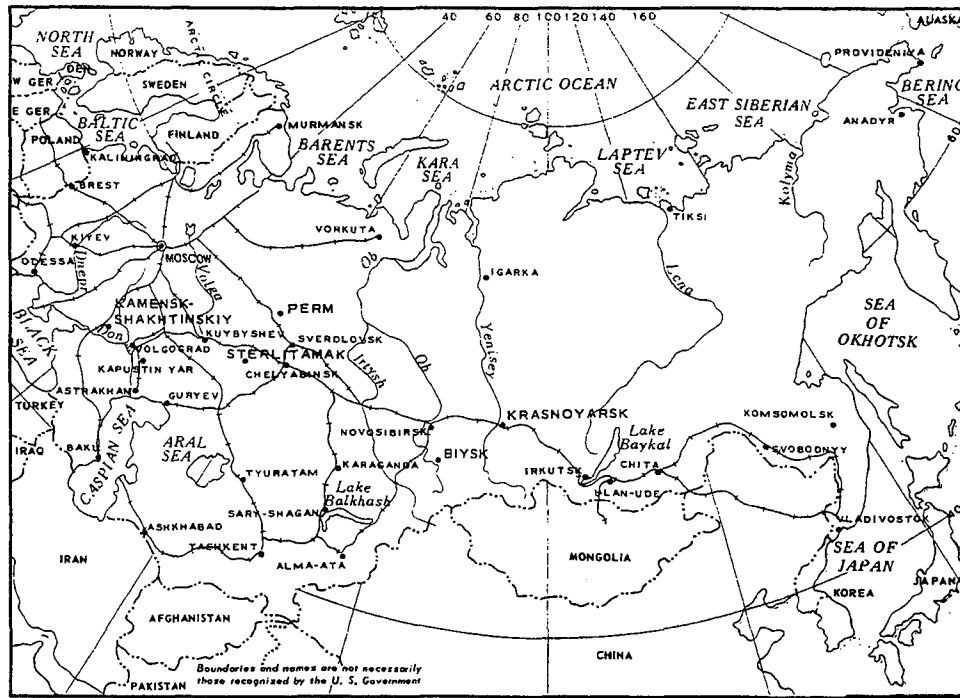 40 60 80 100 120 140 160
ALASKA
NORTH
SEA
NORWAY
ARCTIC
CIRCLE
DEN
W GER
SWEDEN
E GER
BALTIC
SEA
FINLAND
POLAND
KALININGRAD
BREST
MURMANSK
BARENTS
SEA
KARA
SEA
ARCTIC OCEAN
LAPTEV
SEA
EAST SIBERIAN
SEA
PROVIDENIYA
BERING
SEA
ANADYR
60
Kolyma
TIKSI
VORKUTA
Ob
IGARKA
Lena
KIYEV
ODESSA
Dnepr
MOSCOW
Volga
SEA
OF
OKHOTSK
KAMENSK-
SHAKHTINSKIY
PERM
BLACK
SEA
Don
KUYBYSHEV
SVERDLOVSK
VOLGOGRAD
STERLITAMAK
KAPUSTIN YAR
CHELYABINSK
Irtysh
Ob
Yenisey
ASTRAKHAN
GURYEV
TURKEY
KRASNOYARSK
KOMSOMOLSK
NOVOSIBIRSK
Lake
Baykal
SVOBODNYY
IRAQ
BAKU
CASPIAN SEA
ARAL
SEA
BIYSK
KARAGANDA
IRKUTSK
CHITA
TYURATAM
Lake
Balkhash
ULAN-UDE
SARY-SHAGAN
VLADIVOSTOK
40
ASHKHABAD
IRAN
TASHKENT
ALMA-ATA
MONGOLIA
SEA OF
JAPAN
JAPAN
KOREA
AFGHANISTAN
CHINA
PAKISTAN
Boundaries and names are not necessarily
those recognized by the U. S. Government